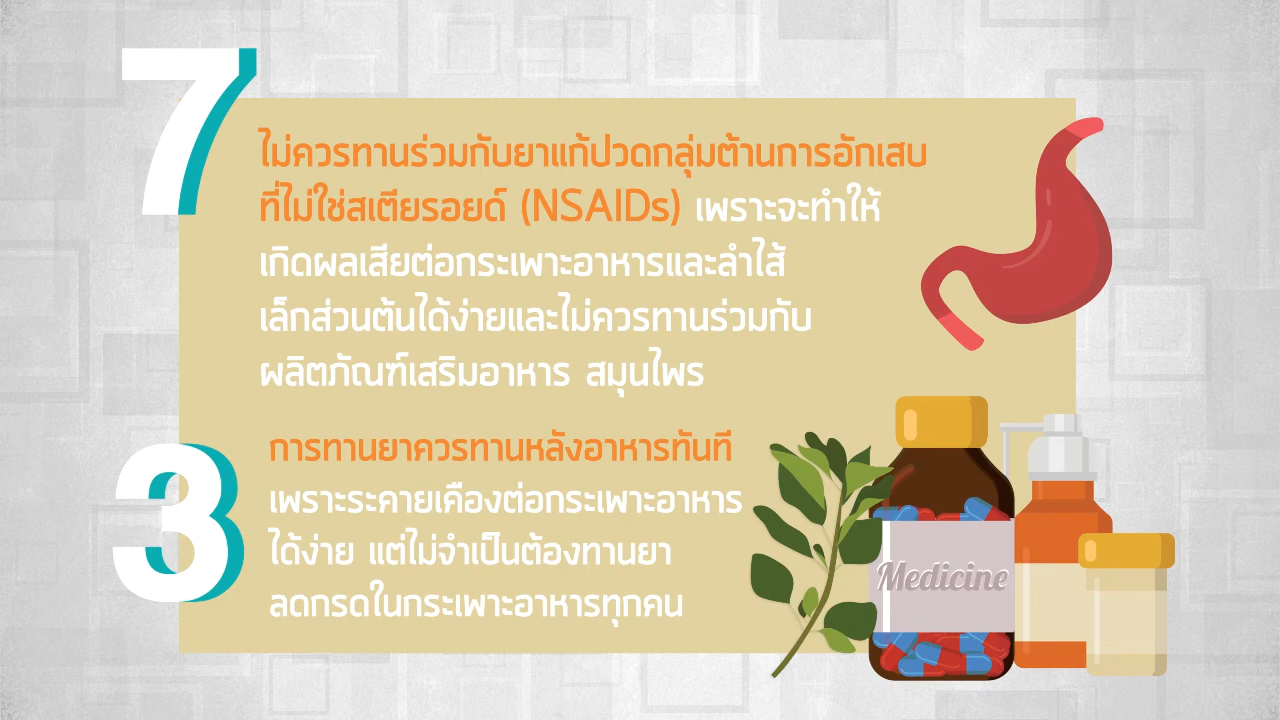 7
ไม่ควรทานร่วมกับยาแก้ปวดกลุ่มต้านการอักเสบ
ที่ไม่ใช่สเตียรอยด์ (NSAIDs) เพราะจะทำให้
เกิดผลเสียต่อกระเพาะอาหารและลำไส้
เล็กส่วนต้นได้ง่ายและไม่ควรทานร่วมกับ
ผลิตภัณฑ์เสริมอาหาร สมุนไพร
3
การทานยาควรทานหลังอาหารทันที
เพราะระคายเคืองต่อกระเพาะอาหาร
ได้ง่าย แต่ไม่จำเป็นต้องทานยา
ลดกรดในกระเพาะอาหารทุกคน
Medicine